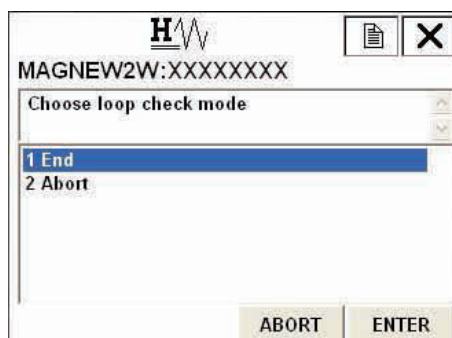 H
MAGNEW2W:XXXXXXXX
Choose loop check mode
1 End
2 Abort
ABORT
ENTER